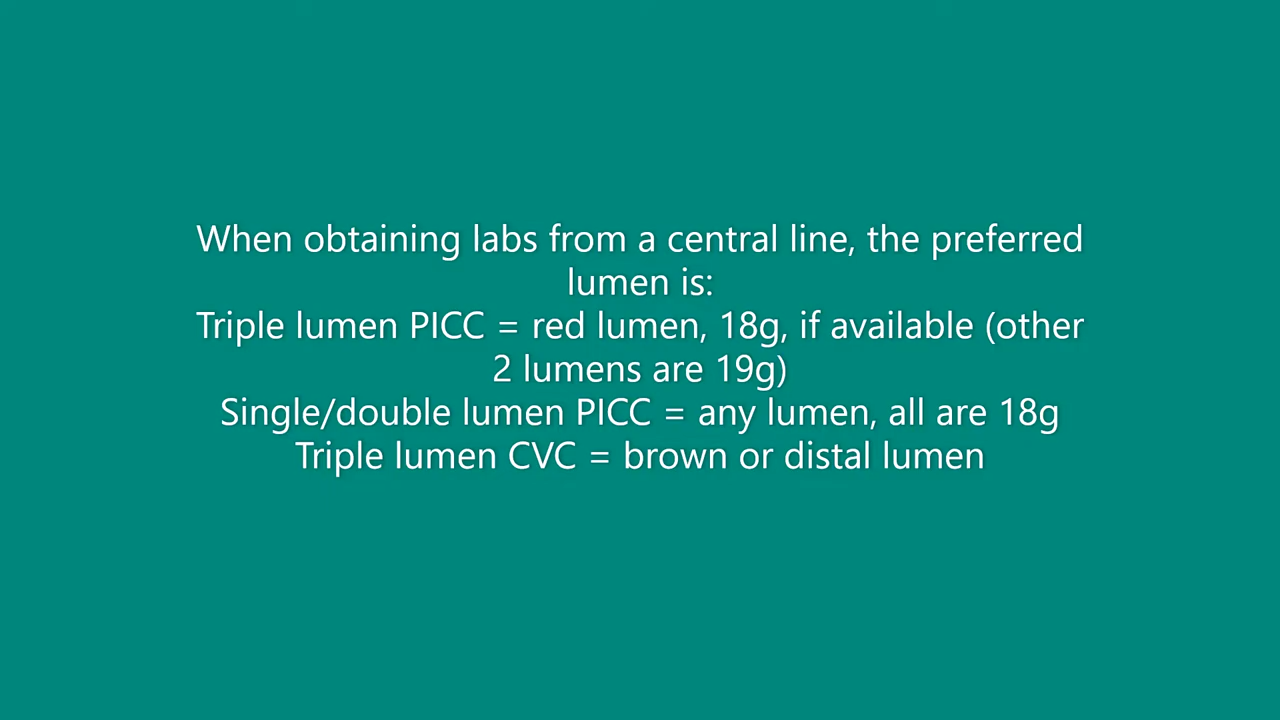 When obtaining labs from a central line, the preferred
lumen is:
Triple lumen PICC = red lumen, 18g, if available (other
2 lumens are 19g)
Single/double lumen PICC = any lumen, all are 18g
Triple lumen CVC = brown or distal lumen